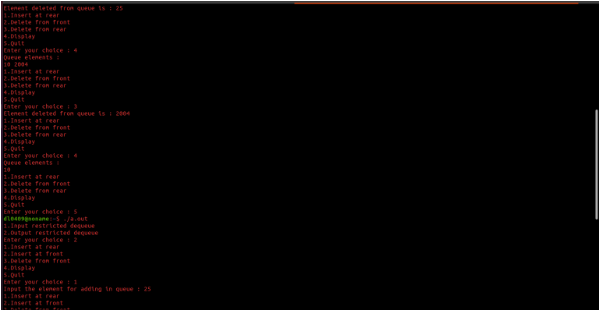 Element deleted from queue is : 25
1.Insert at rear
2.Delete from front
3.Delete from rear
4.Display
5.Quit
Enter your choice : 4
Queue elements :
10 2004
1.Insert at rear
2.Delete from front
3.Delete from rear
4.Display
5.Quit
Enter your choice : 3
Element deleted from queue is : 2004
1.Insert at rear
2.Delete from front
3.Delete from rear
4.Display
5.Quit
Enter your choice : 4
Queue elements :
10
1.Insert at rear
2.Delete from front
3.Delete from rear
4.Display
5.Quit
Enter your choice : 5
:~$ ./a.out
1.Input restricted dequeue
2.Output restricted dequeue
Enter your choice : 2
1.Insert at rear
2.Insert at front
3.Delete from front
4.Display
5.Quit
Enter your choice : 1
Input the element for adding in queue : 25
1.Insert at rear
2.Insert at front